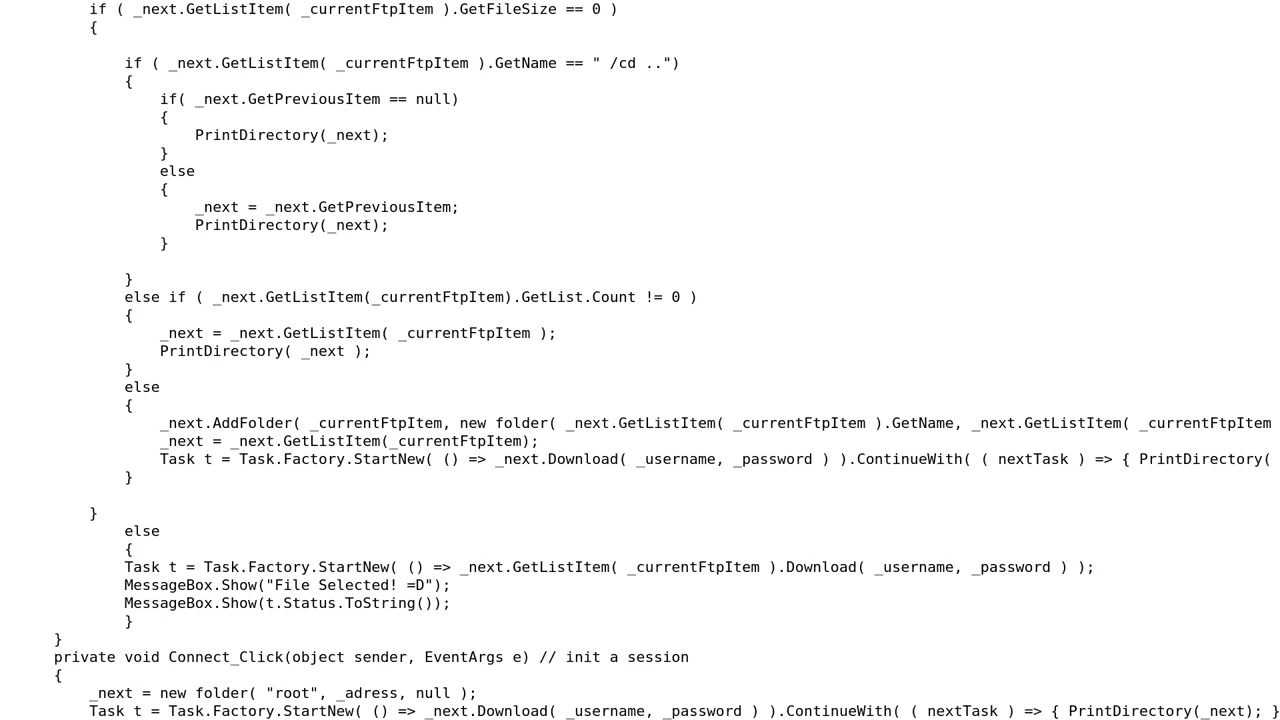 if ( _next.GetListItem( _currentFtpItem ).GetFileSize == 0 )
{
if ( _next.GetListItem( _currentFtpItem ).GetName == " /cd ..")
{
if( _next.GetPreviousItem == null)
{
PrintDirectory(_next);
}
else
{
_next = _next.GetPreviousItem;
PrintDirectory(_next);
}
}
else if ( _next.GetListItem(_currentFtpItem).GetList.Count != 0 )
{
_next = _next.GetListItem( _currentFtpItem );
PrintDirectory( _next );
}
else
{
_next.AddFolder( _currentFtpItem, new folder( _next.GetListItem( _currentFtpItem ).GetName, _next.GetListItem( _currentFtpItem
_next = _next.GetListItem(_currentFtpItem);
Task t = Task.Factory.StartNew( () => _next.Download( _username, _password ) ).ContinueWith( ( nextTask ) => { PrintDirectory(
}
}
else
{
Task t = Task.Factory.StartNew( () => _next.GetListItem( _currentFtpItem ).Download( _username, _password ) );
MessageBox.Show("File Selected! =D");
MessageBox.Show(t.Status.ToString());
}
}
private void Connect_Click(object sender, EventArgs e) // init a session
{
_next = new folder( "root", _adress, null );
Task t = Task.Factory.StartNew( () => _next.Download( _username, _password ) ).ContinueWith( ( nextTask ) => { PrintDirectory(_next); }